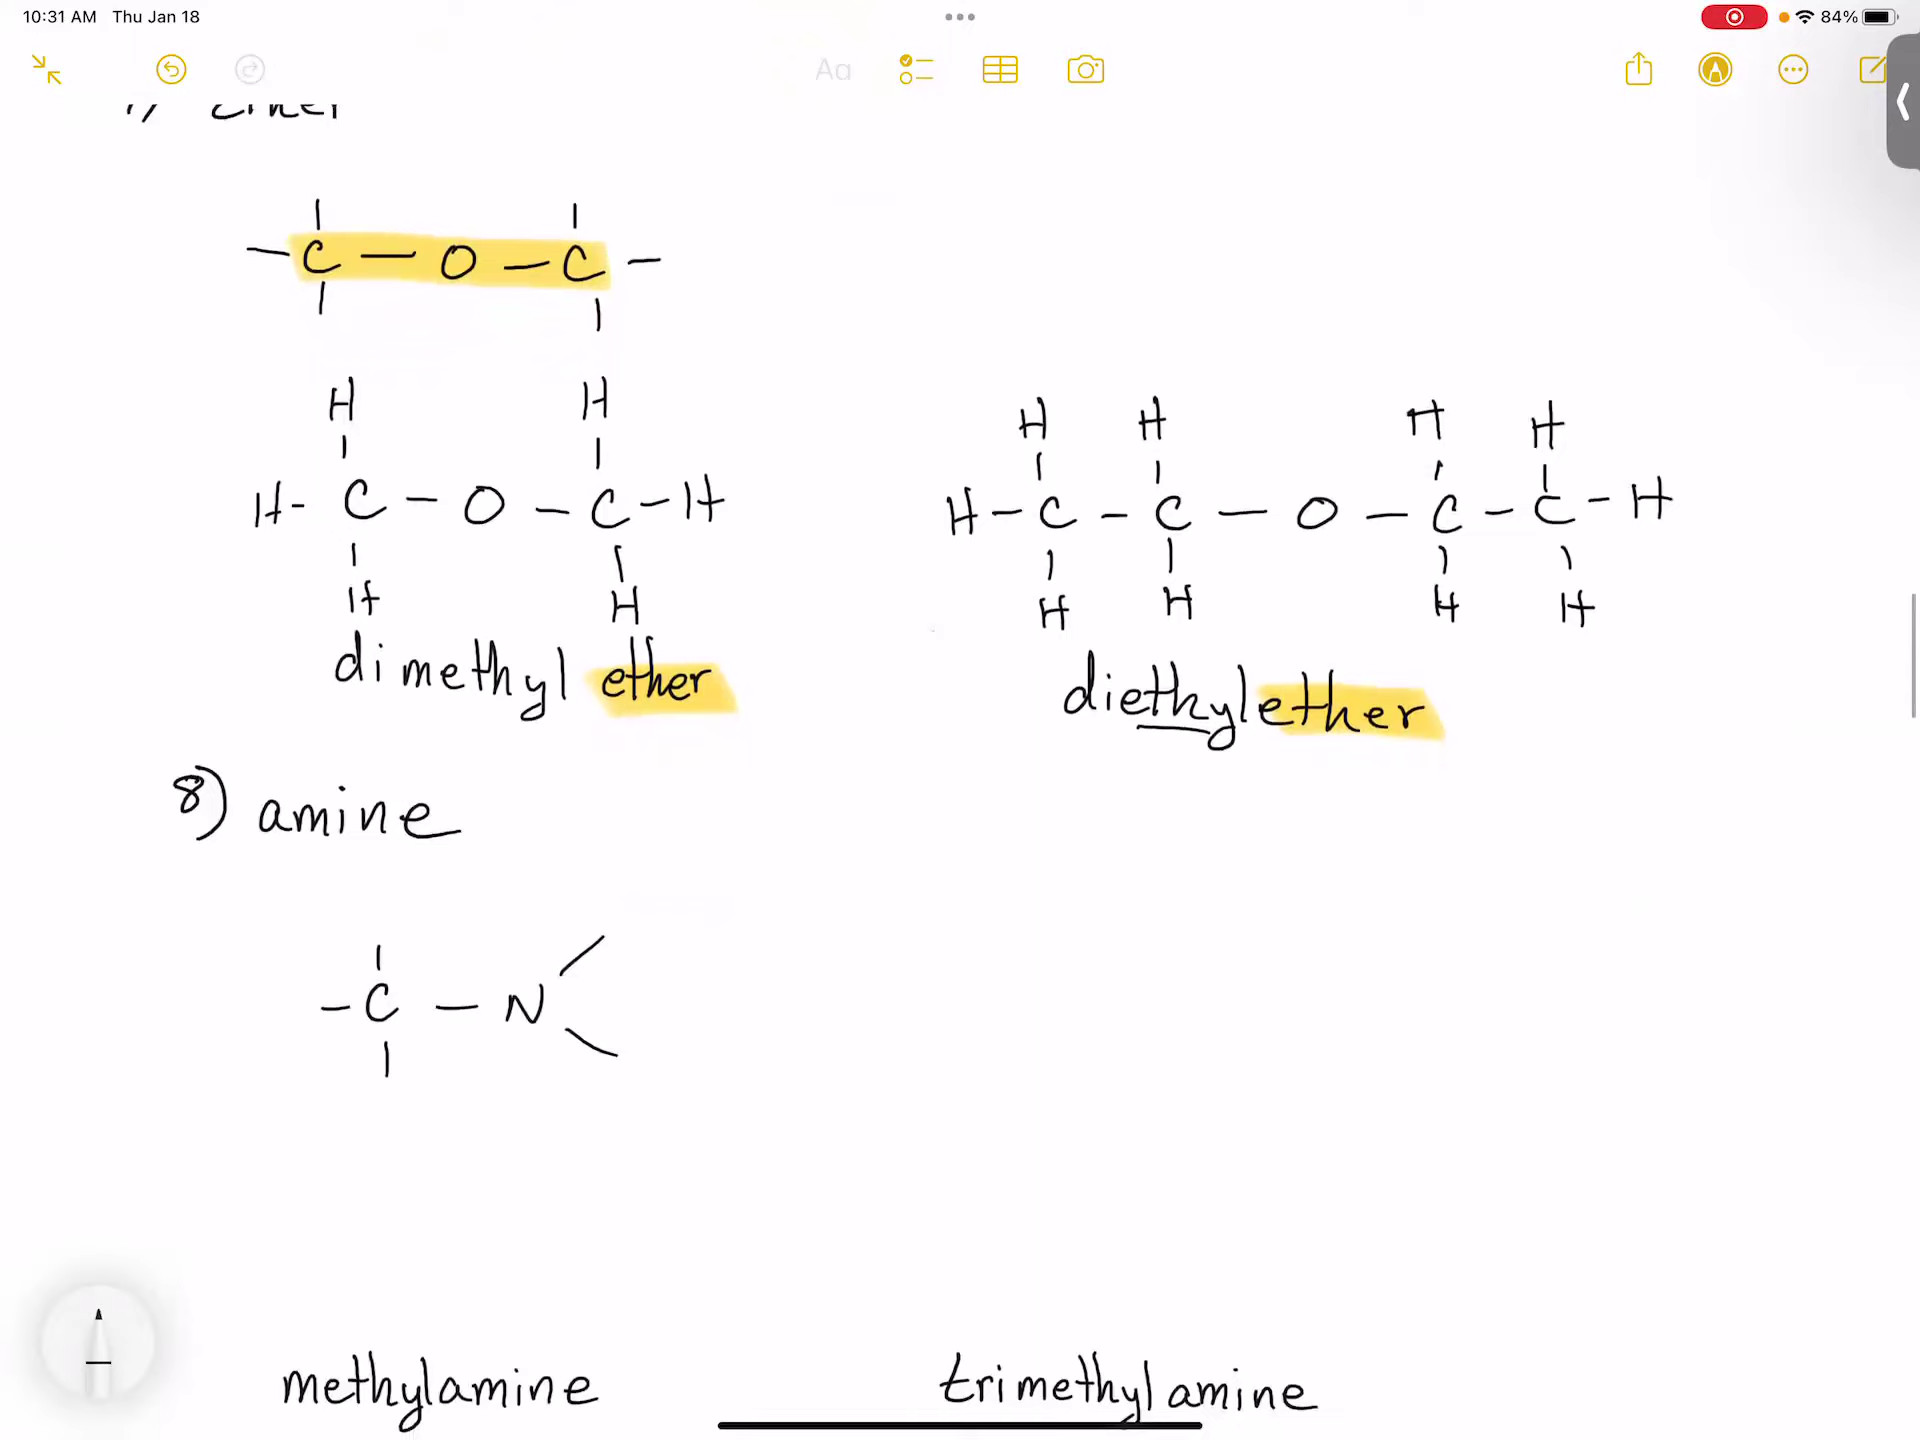 10:31 AM Thu Jan 18
84%
Aa
C — O — C
H H
H - C - O - C - H
H H
dimethyl ether
H H H H
H - C - C - O - C - C - H
H H H H
diethylether
8) amine
- C - N
methylamine
trimethylamine